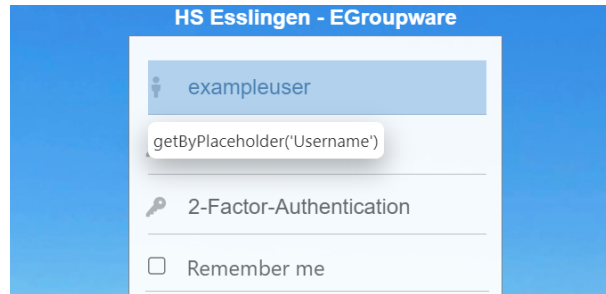 HS Esslingen - EGroupware
exampleuser
getByPlaceholder('Username')
2-Factor-Authentication
Remember me